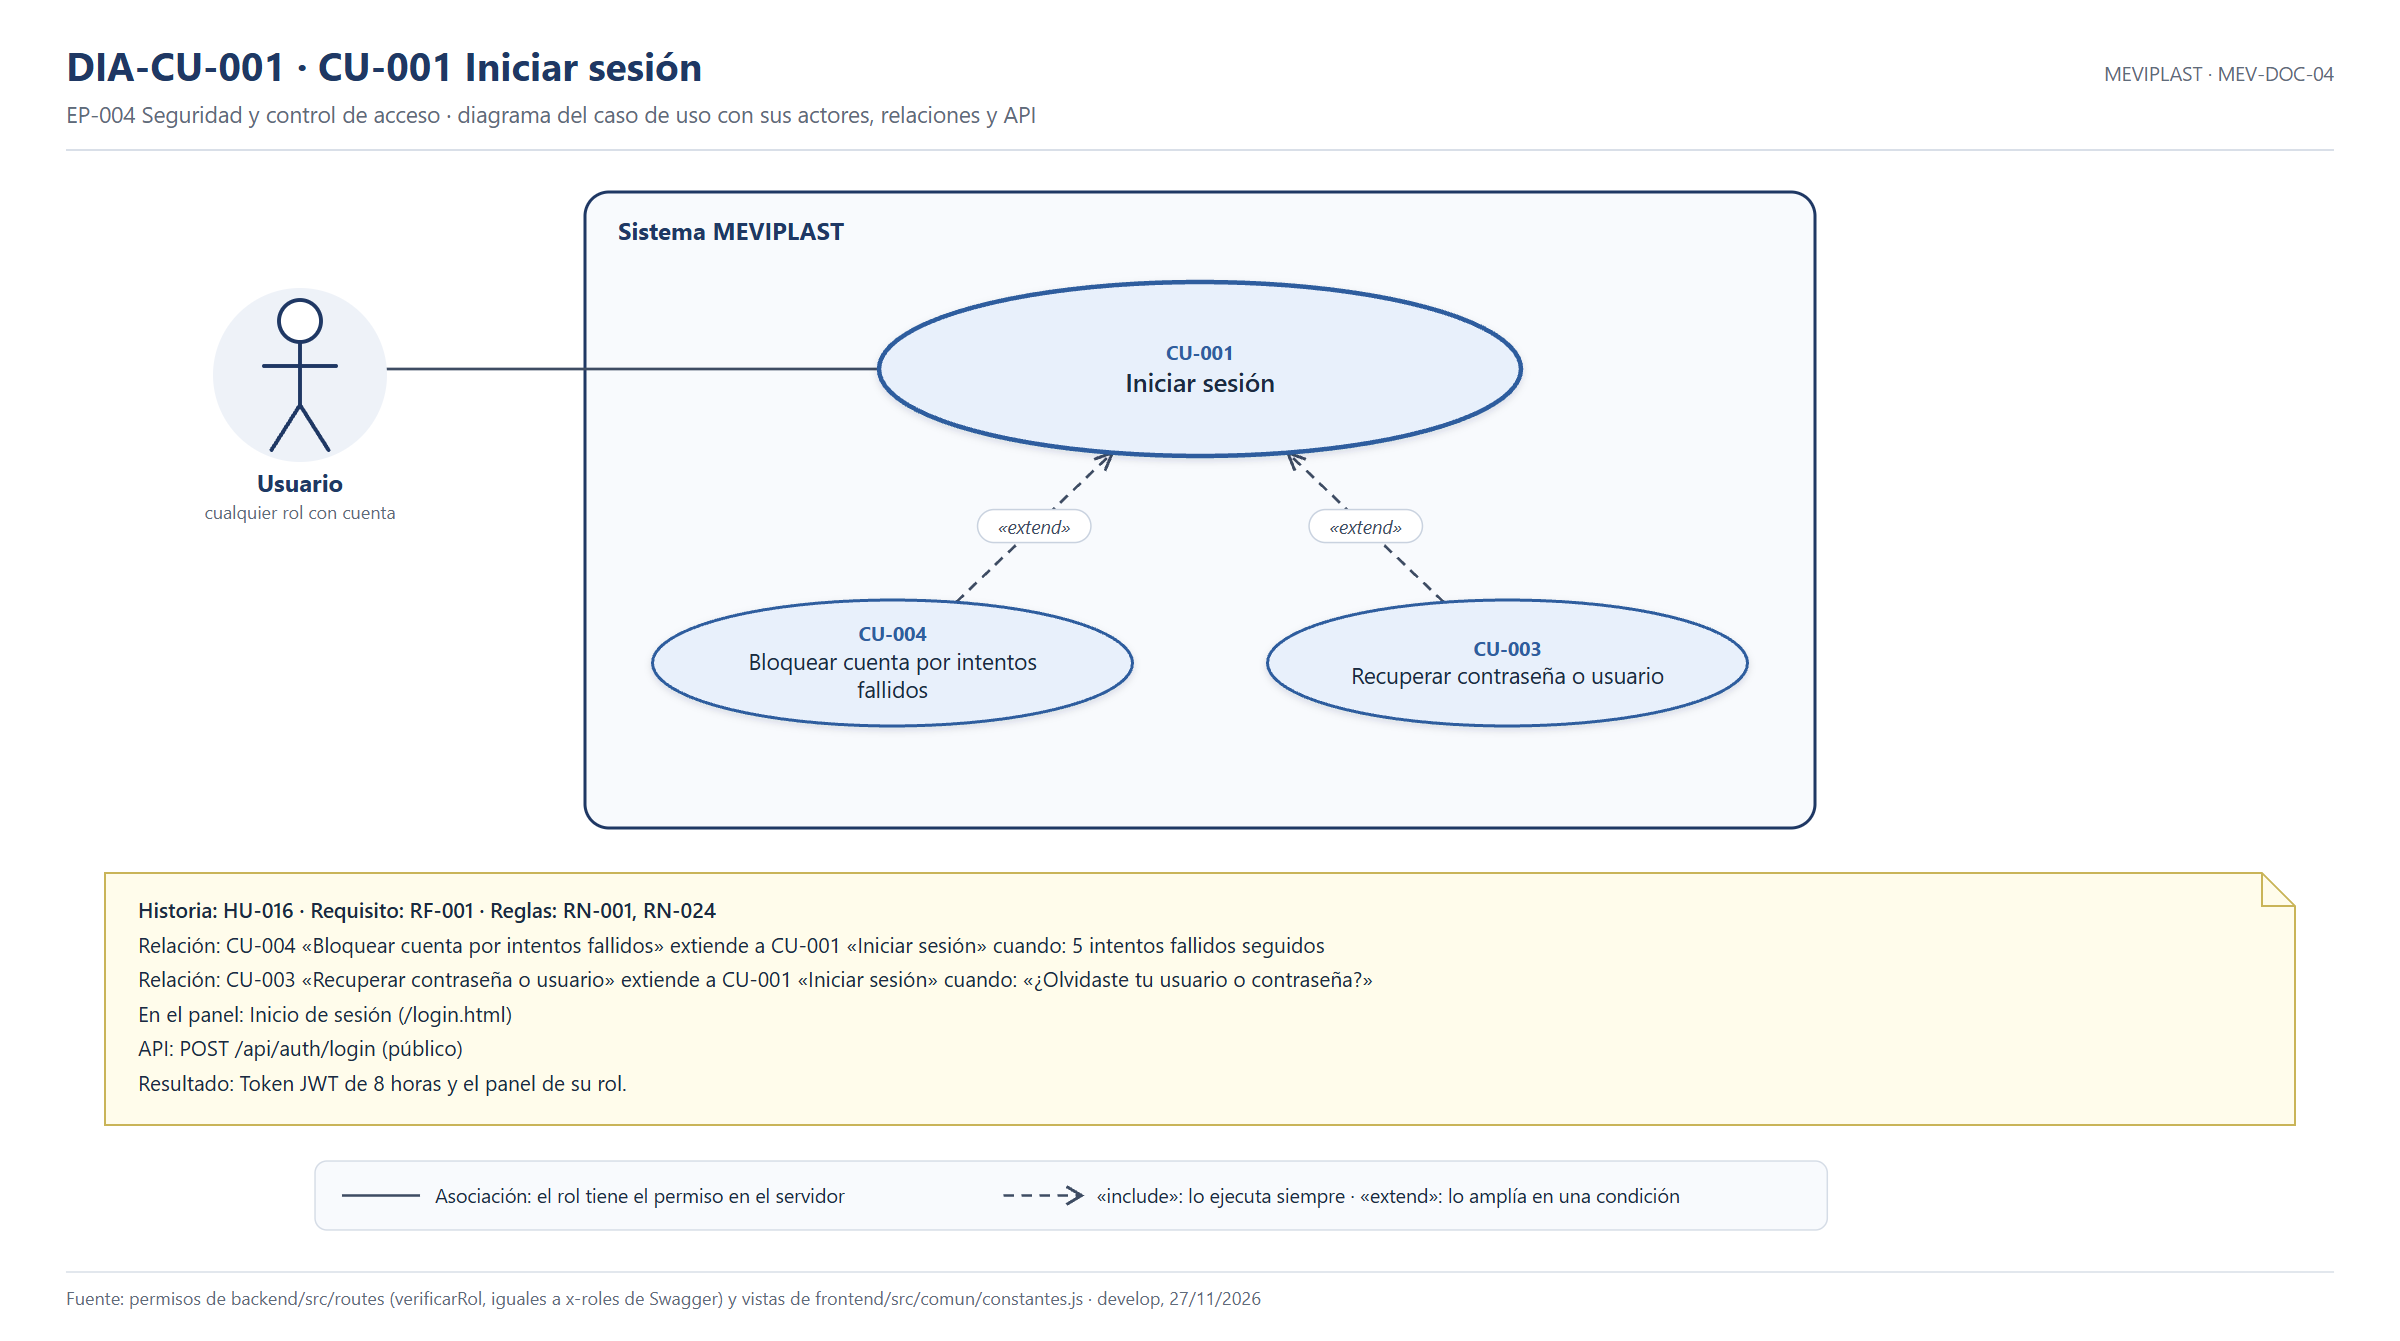 DIA-CU-001 · CU-001 Iniciar sesión
MEVIPLAST · MEV-DOC-04
EP-004 Seguridad y control de acceso · diagrama del caso de uso con sus actores, relaciones y API
Sistema MEVIPLAST
CU-001
Iniciar sesión
Usuario
cualquier rol con cuenta
«extend»
«extend»
CU-004
Bloquear cuenta por intentos
fallidos
CU-003
Recuperar contraseña o usuario
Historia: HU-016 · Requisito: RF-001 · Reglas: RN-001, RN-024
Relación: CU-004 «Bloquear cuenta por intentos fallidos» extiende a CU-001 «Iniciar sesión» cuando: 5 intentos fallidos seguidos
Relación: CU-003 «Recuperar contraseña o usuario» extiende a CU-001 «Iniciar sesión» cuando: «¿Olvidaste tu usuario o contraseña?»
En el panel: Inicio de sesión (/login.html)
API: POST /api/auth/login (público)
Resultado: Token JWT de 8 horas y el panel de su rol.
Asociación: el rol tiene el permiso en el servidor
«include»: lo ejecuta siempre · «extend»: lo amplía en una condición
Fuente: permisos de backend/src/routes (verificarRol, iguales a x-roles de Swagger) y vistas de frontend/src/comun/constantes.js · develop, 27/11/2026